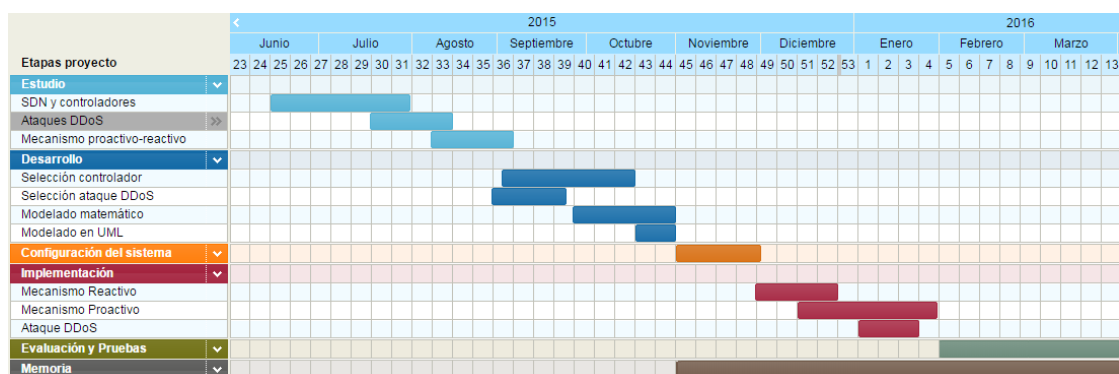 2015 2016
Junio Julio Agosto Septiembre Octubre Noviembre Diciembre Enero Febrero Marzo
Etapas proyecto 23 24 25 26 27 28 29 30 31 32 33 34 35 36 37 38 39 40 41 42 43 44 45 46 47 48 49 50 51 52 53 1 2 3 4 5 6 7 8 9 10 11 12 13
Estudio
SDN y controladores
Ataques DDoS
Mecanismo proactivo-reactivo
Desarrollo
Selección controlador
Selección ataque DDoS
Modelado matemático
Modelado en UML
Configuración del sistema
Implementación
Mecanismo Reactivo
Mecanismo Proactivo
Ataque DDoS
Evaluación y Pruebas
Memoria